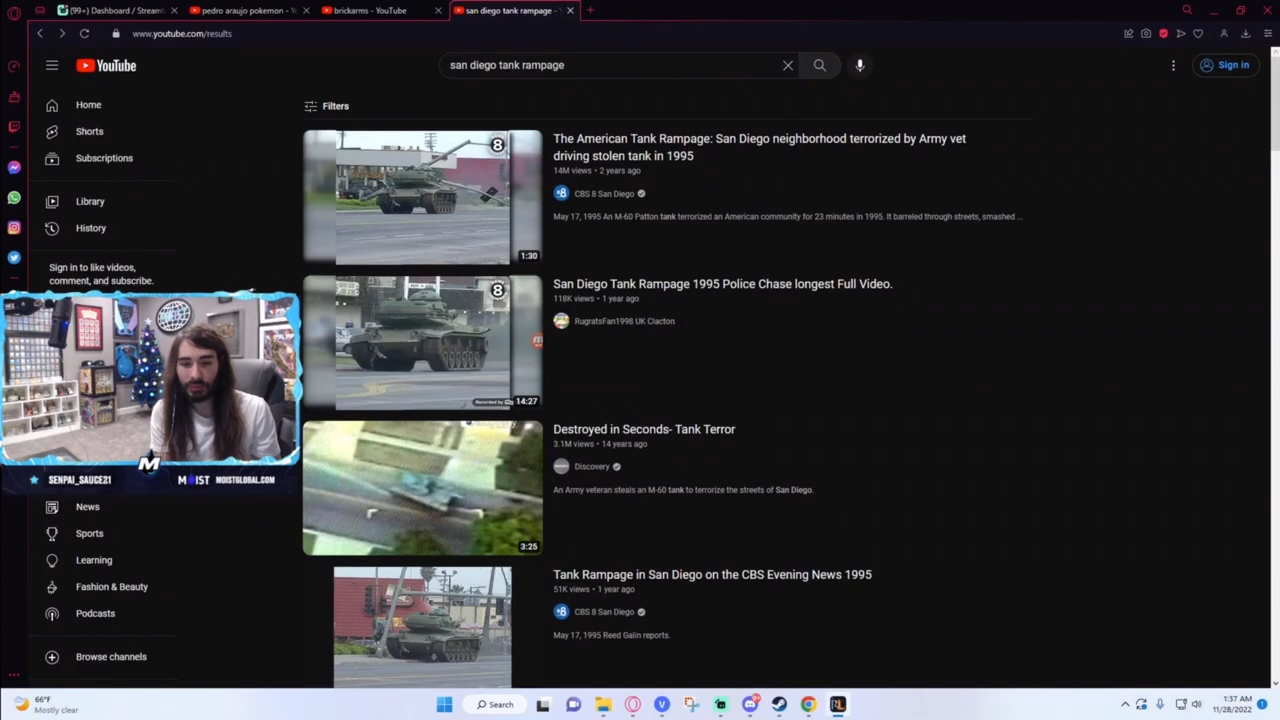 (99+) Dashboard / Streaml
pedro araujo pokemon - Yo
brickarms - YouTube
san diego tank rampage -
www.youtube.com/results
YouTube
san diego tank rampage
Sign in
Home
Shorts
Subscriptions
Library
History
Sign in to like videos,
comment, and subscribe.
SENPAI_SAUCE21
M
MOIST
MOISTGLOBAL.COM
News
Sports
Learning
Fashion & Beauty
Podcasts
Browse channels
Filters
8
1:30
The American Tank Rampage: San Diego neighborhood terrorized by Army vet
driving stolen tank in 1995
14M views • 2 years ago
CBS 8 San Diego
May 17, 1995 An M-60 Patton tank terrorized an American community for 23 minutes in 1995. It barreled through streets, smashed ...
8
Recorded by
14:27
San Diego Tank Rampage 1995 Police Chase longest Full Video.
118K views • 1 year ago
RugratsFan1998 UK Clacton
3:25
Destroyed in Seconds- Tank Terror
3.1M views • 14 years ago
Discovery
An Army veteran steals an M-60 tank to terrorize the streets of San Diego.
Tank Rampage in San Diego on the CBS Evening News 1995
51K views • 1 year ago
CBS 8 San Diego
May 17, 1995 Reed Galin reports.
66°F
Mostly clear
Search
1:37 AM
11/28/2022